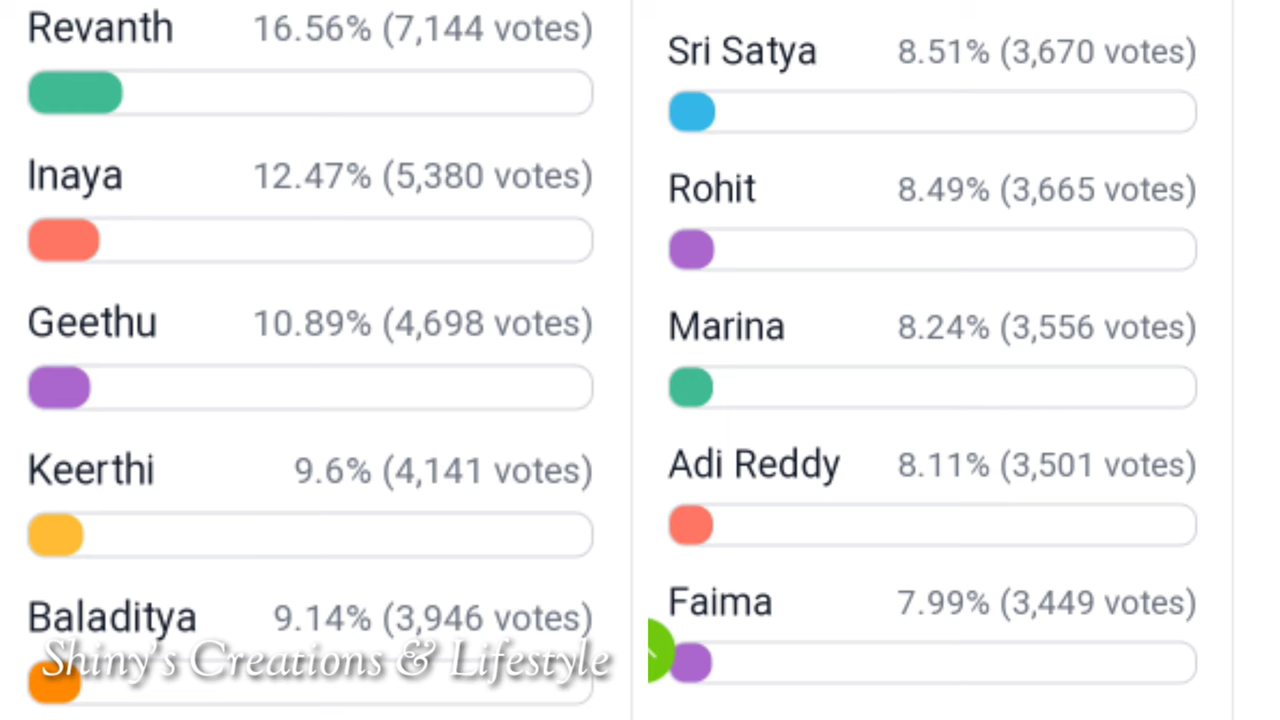 Revanth 16.56% (7,144 votes)
Inaya 12.47% (5,380 votes)
Geethu 10.89% (4,698 votes)
Keerthi 9.6% (4,141 votes)
Baladitya 9.14% (3,946 votes)
Shiny's Creations & Lifestyle
Sri Satya 8.51% (3,670 votes)
Rohit 8.49% (3,665 votes)
Marina 8.24% (3,556 votes)
Adi Reddy 8.11% (3,501 votes)
Faima 7.99% (3,449 votes)